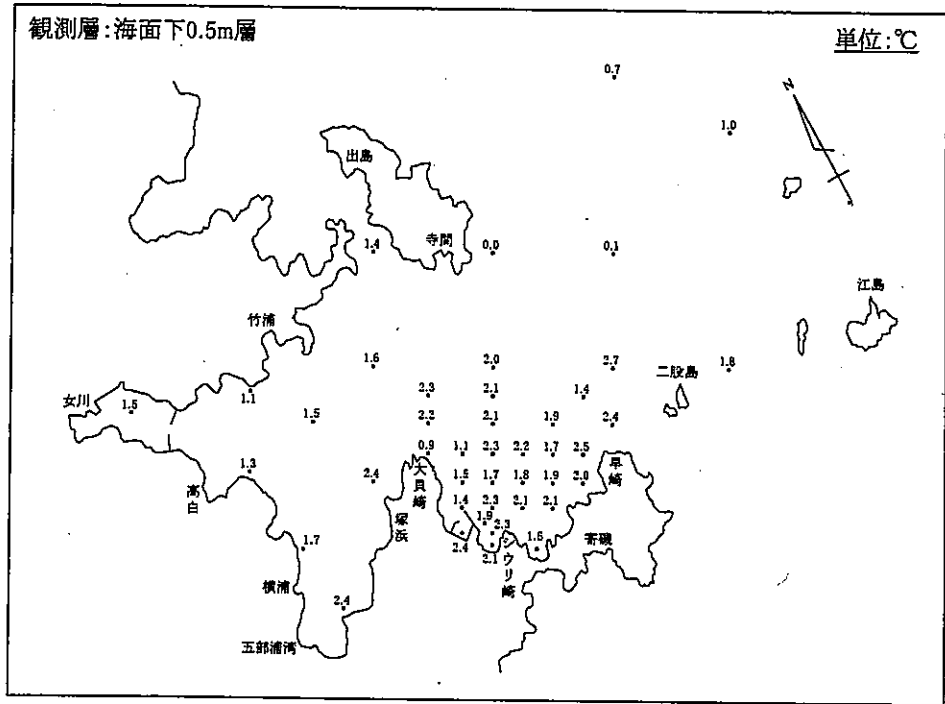 観測層:海面下0.5m層
単位:℃
0.7
N
1.0
出島
寺間
1.4
0.0
0.1
江島
竹浦
1.6
2.0
2.7
二股島
1.8
女川
1.5
1.1
1.5
2.3
2.1
1.4
2.2
2.1
1.9
2.4
0.9
1.1
2.3
2.2
1.7
2.5
早崎
1.3
高白
2.4
大貝崎
1.5
1.7
1.8
1.9
2.0
塚浜
1.4
2.3
2.1
2.1
1.9
2.3
2.4
2.1
シウリ崎
1.6
寄磯
1.7
横浦
2.4
五部浦湾